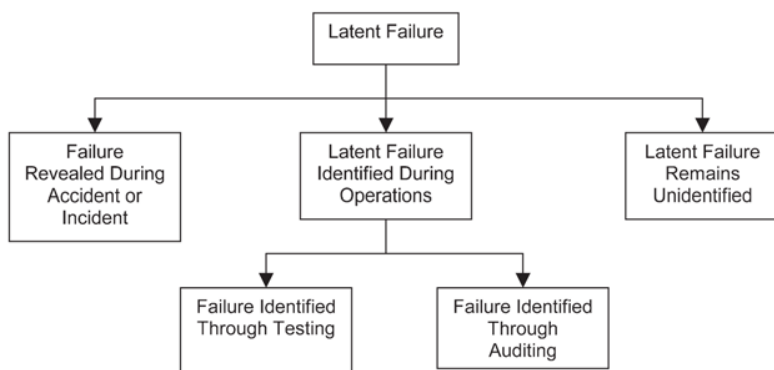 Latent Failure
Failure
Revealed During
Accident or
Incident
Latent Failure
Identified During
Operations
Latent Failure
Remains
Unidentified
Failure Identified
Through Testing
Failure Identified
Through
Auditing